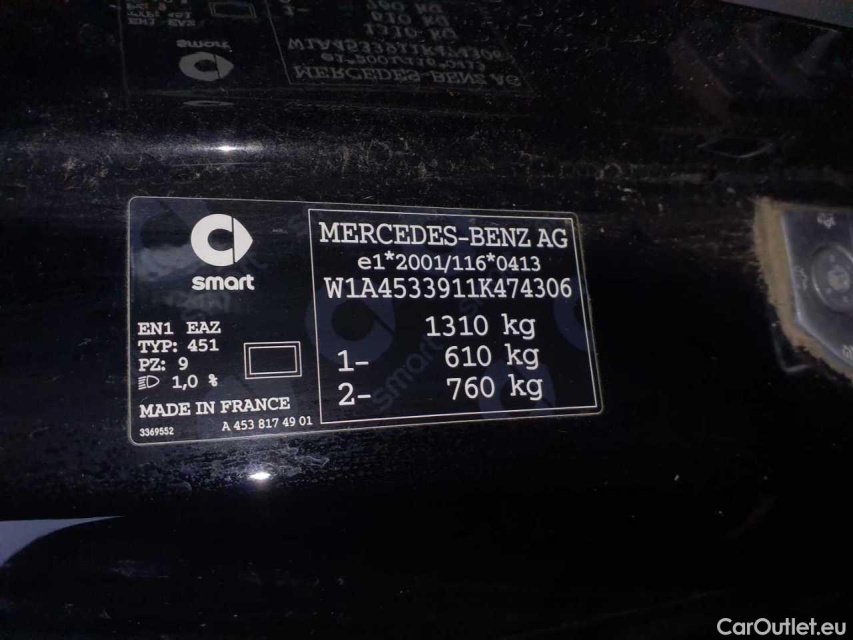 smart
EN1 EAZ
TYP: 451
PZ: 9
1,0 %
MADE IN FRANCE
3369552
A 453 817 49 01
MERCEDES-BENZ AG
e1*2001/116*0413
W1A4533911K474306
1310 kg
1- 610 kg
2- 760 kg
CarOutlet.eu